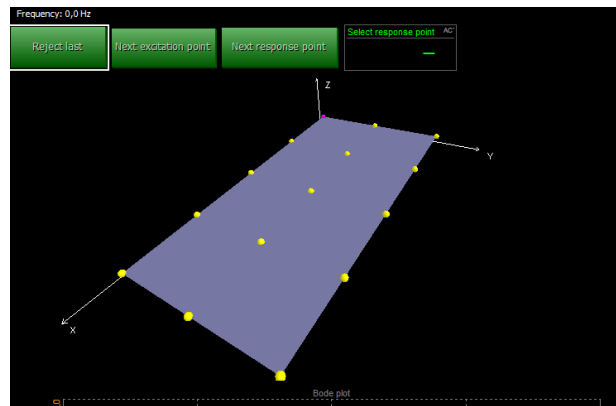 Frequency: 0,0 Hz
Reject last
Next excitation point
Next response point
Select response point AC
–
Z
Y
X
Bode plot
0